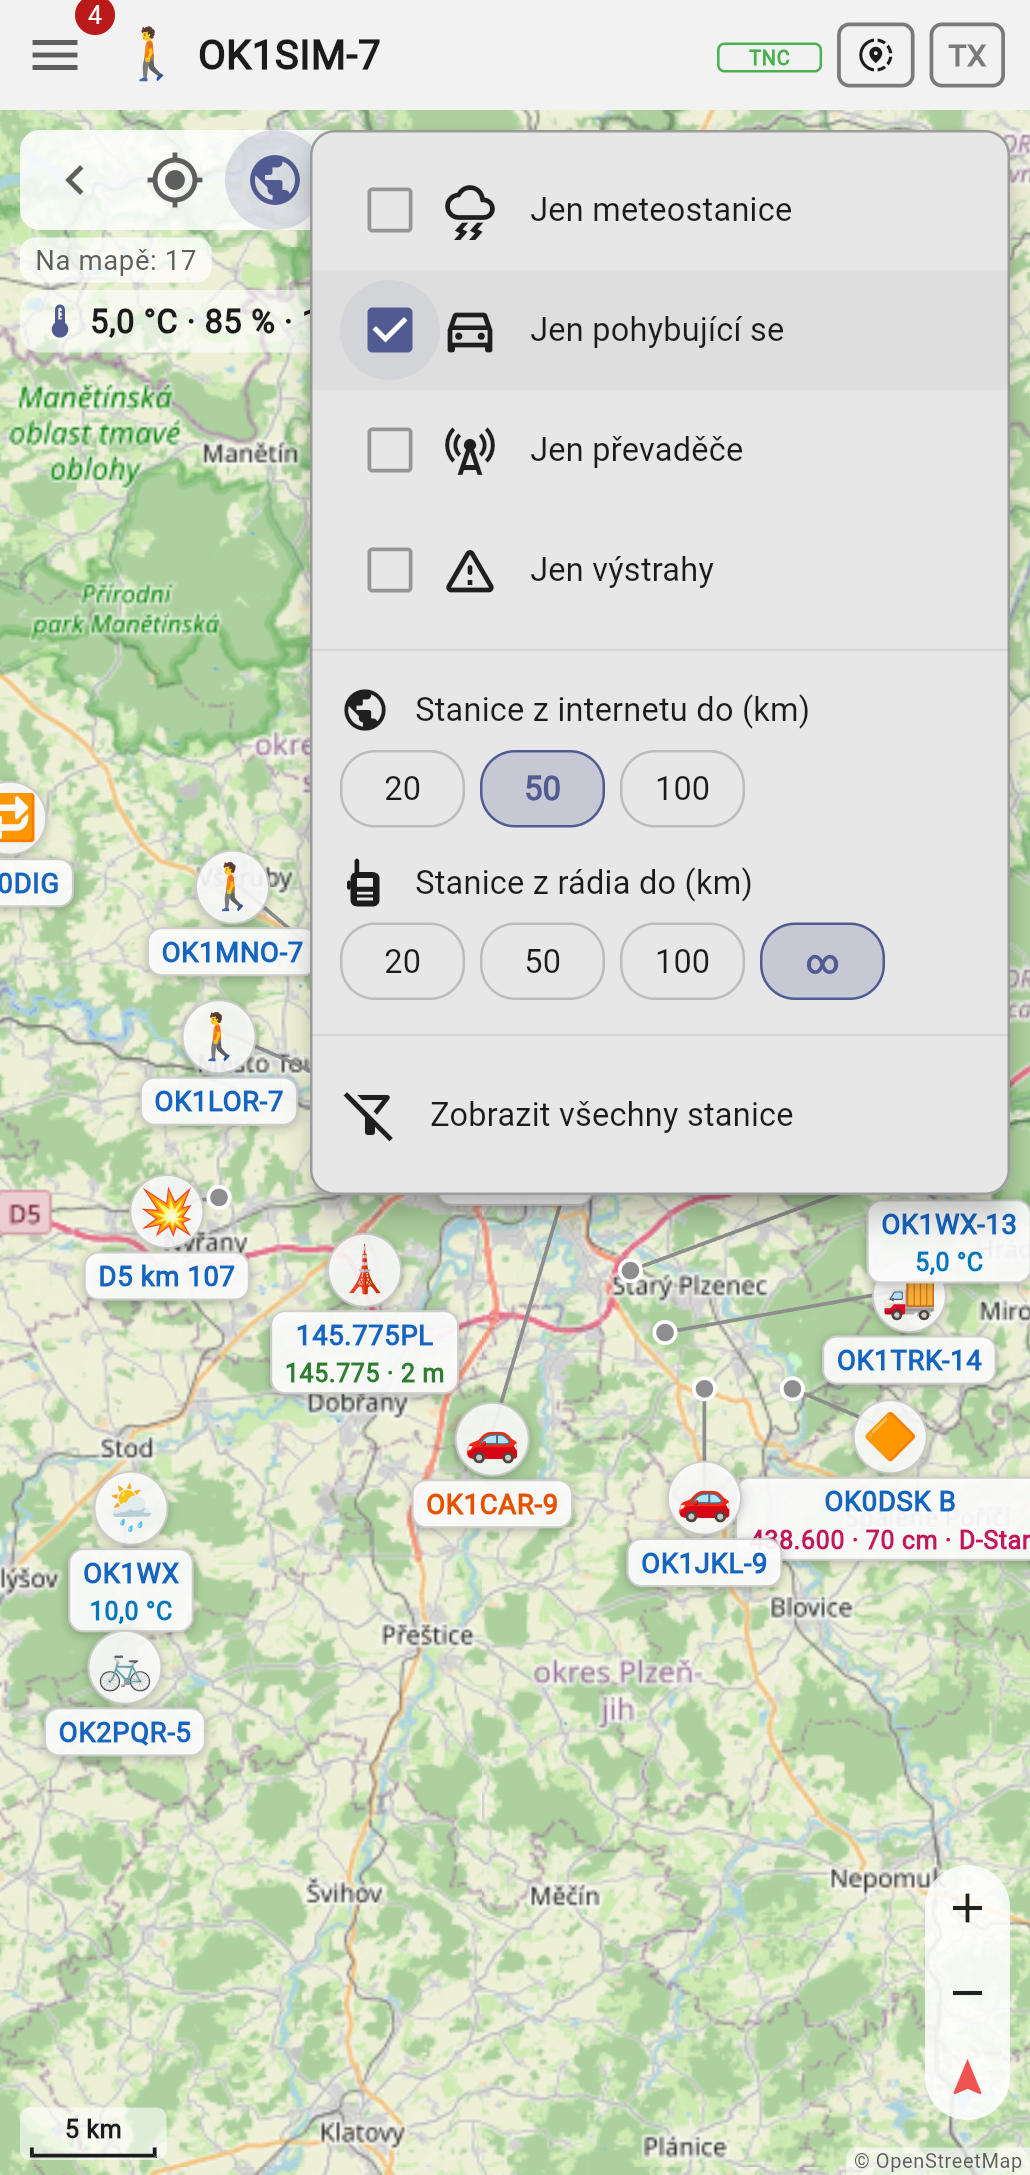 4
OK1SIM-7
TNC
TX
Na mapě: 17
5,0 °C · 85 % ·
Jen meteostanice
Jen pohybující se
Jen převaděče
Jen výstrahy
Stanice z internetu do (km)
20
50
100
Stanice z rádia do (km)
20
50
100
∞
Zobrazit všechny stanice
Manětínská
oblast tmavé
oblohy
Manětín
Přírodní
park Manětínská
0DIG
OK1MNO-7
OK1LOR-7
D5
D5 km 107
OK1WX-13
5,0 °C
Starý Plzenec
145.775PL
145.775 · 2 m
OK1TRK-14
Dobřany
Stod
OK1CAR-9
OK0DSK B
438.600 · 70 cm · D-Star
OK1JKL-9
OK1WX
10,0 °C
Blovice
Přeštice
okres Plzeň-
jih
OK2PQR-5
Nepomuk
Švihov
Měčín
+
−
5 km
Klatovy
Plánice
© OpenStreetMap